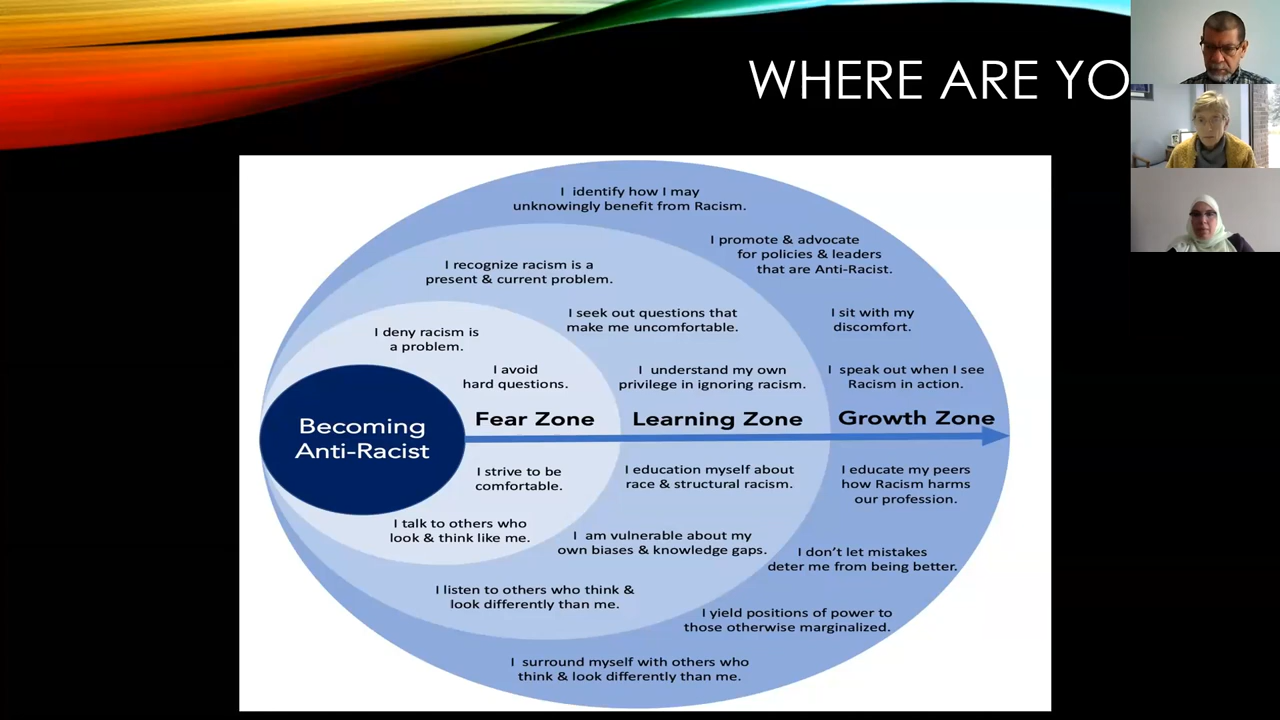 WHERE ARE YO
I identify how I may
unknowingly benefit from Racism.
I promote & advocate
for policies & leaders
that are Anti-Racist.
I recognize racism is a
present & current problem.
I seek out questions that
make me uncomfortable.
I sit with my
discomfort.
I deny racism is
a problem.
I avoid
hard questions.
I understand my own
privilege in ignoring racism.
I speak out when I see
Racism in action.
Becoming
Anti-Racist
Fear Zone
Learning Zone
Growth Zone
I strive to be
comfortable.
I education myself about
race & structural racism.
I educate my peers
how Racism harms
our profession.
I talk to others who
look & think like me.
I am vulnerable about my
own biases & knowledge gaps.
I don't let mistakes
deter me from being better.
I listen to others who think &
look differently than me.
I yield positions of power to
those otherwise marginalized.
I surround myself with others who
think & look differently than me.